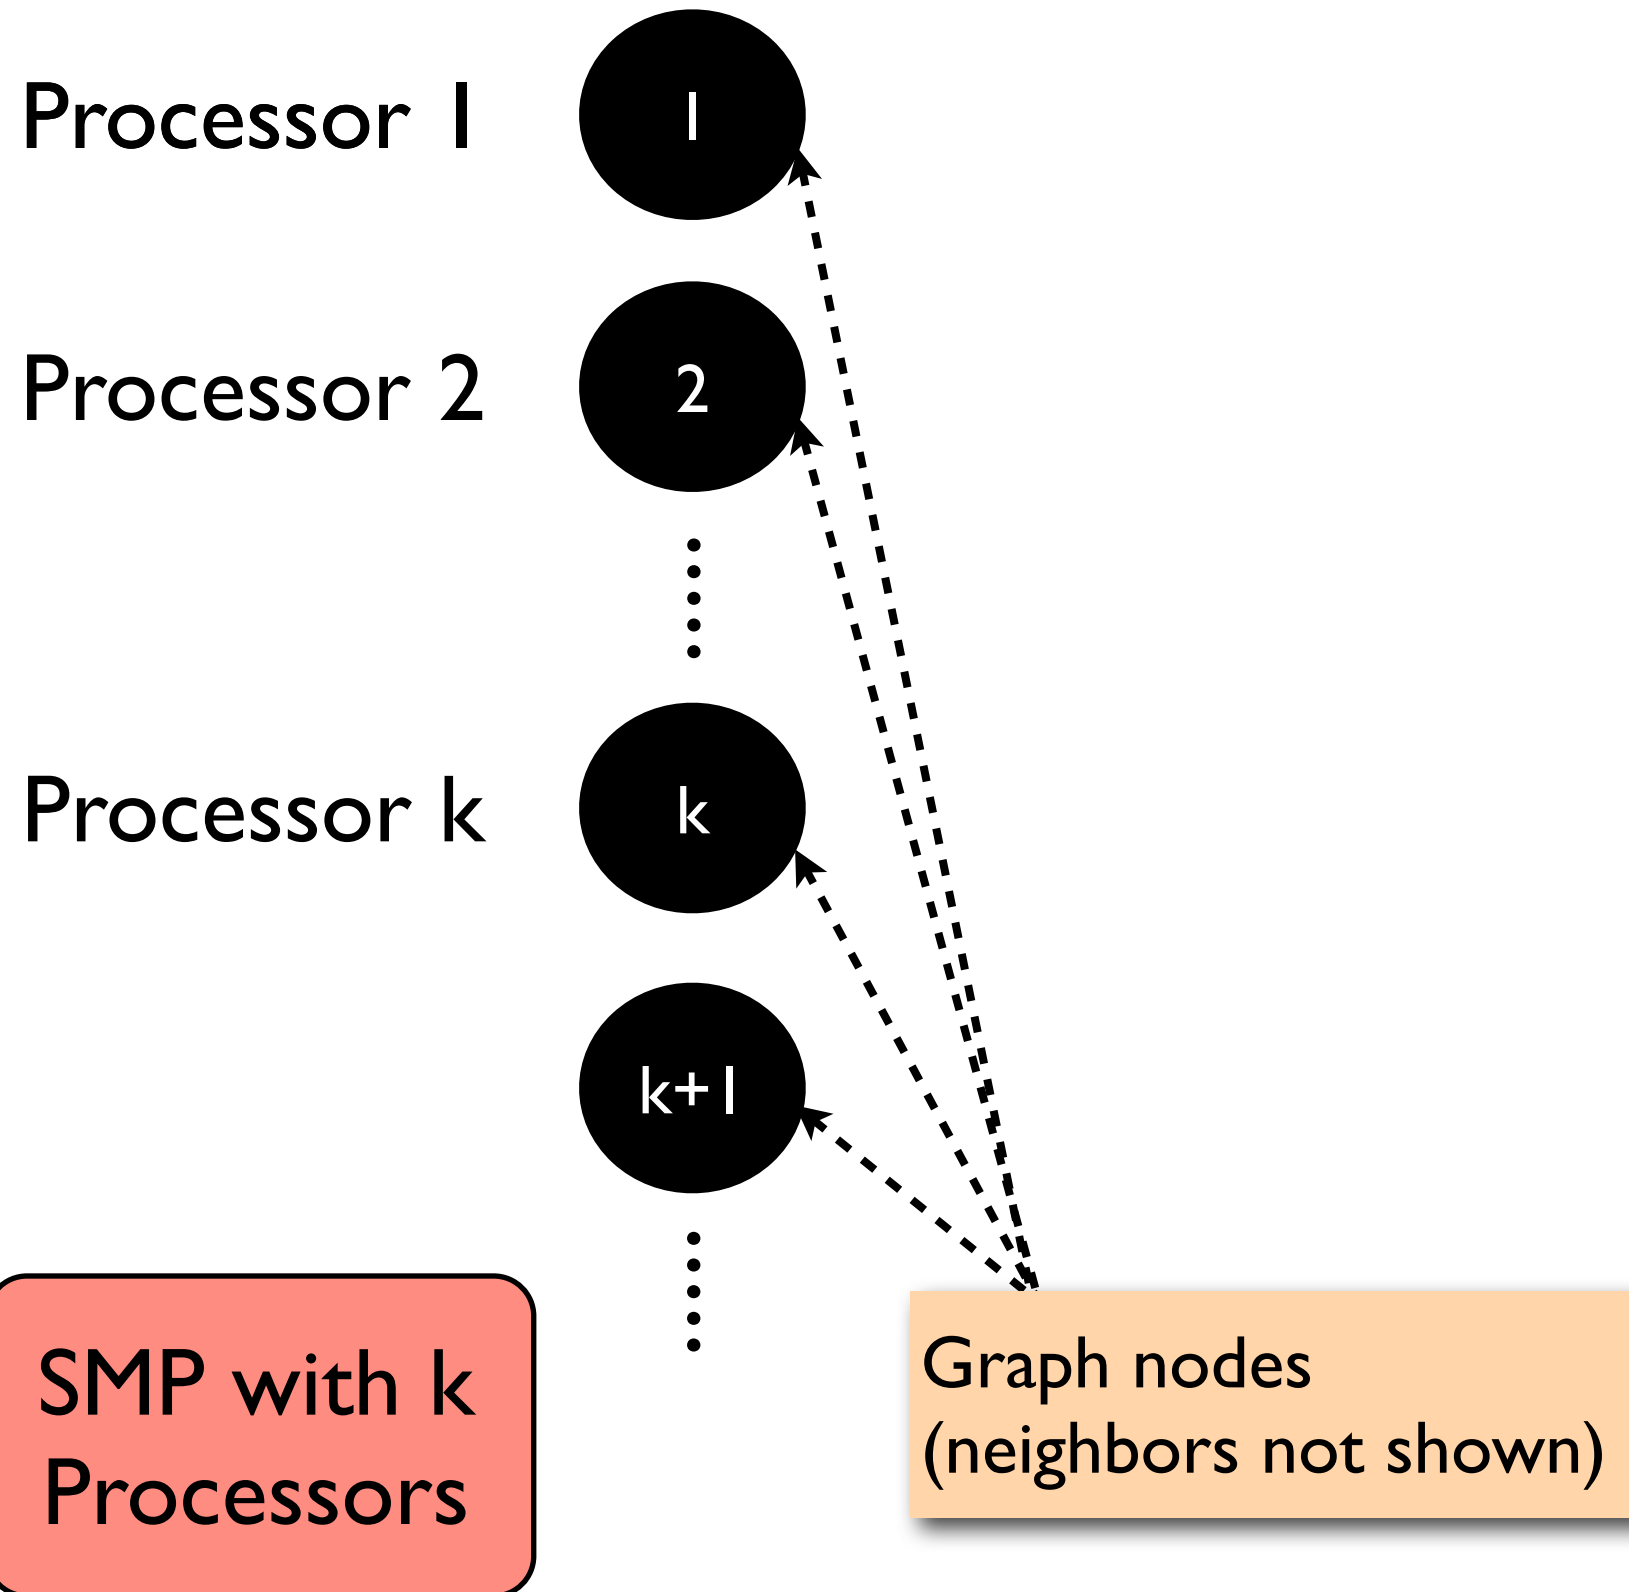 Processor 1
1
Processor 2
2
Processor k
k
k+1
SMP with k
Processors
Graph nodes
(neighbors not shown)